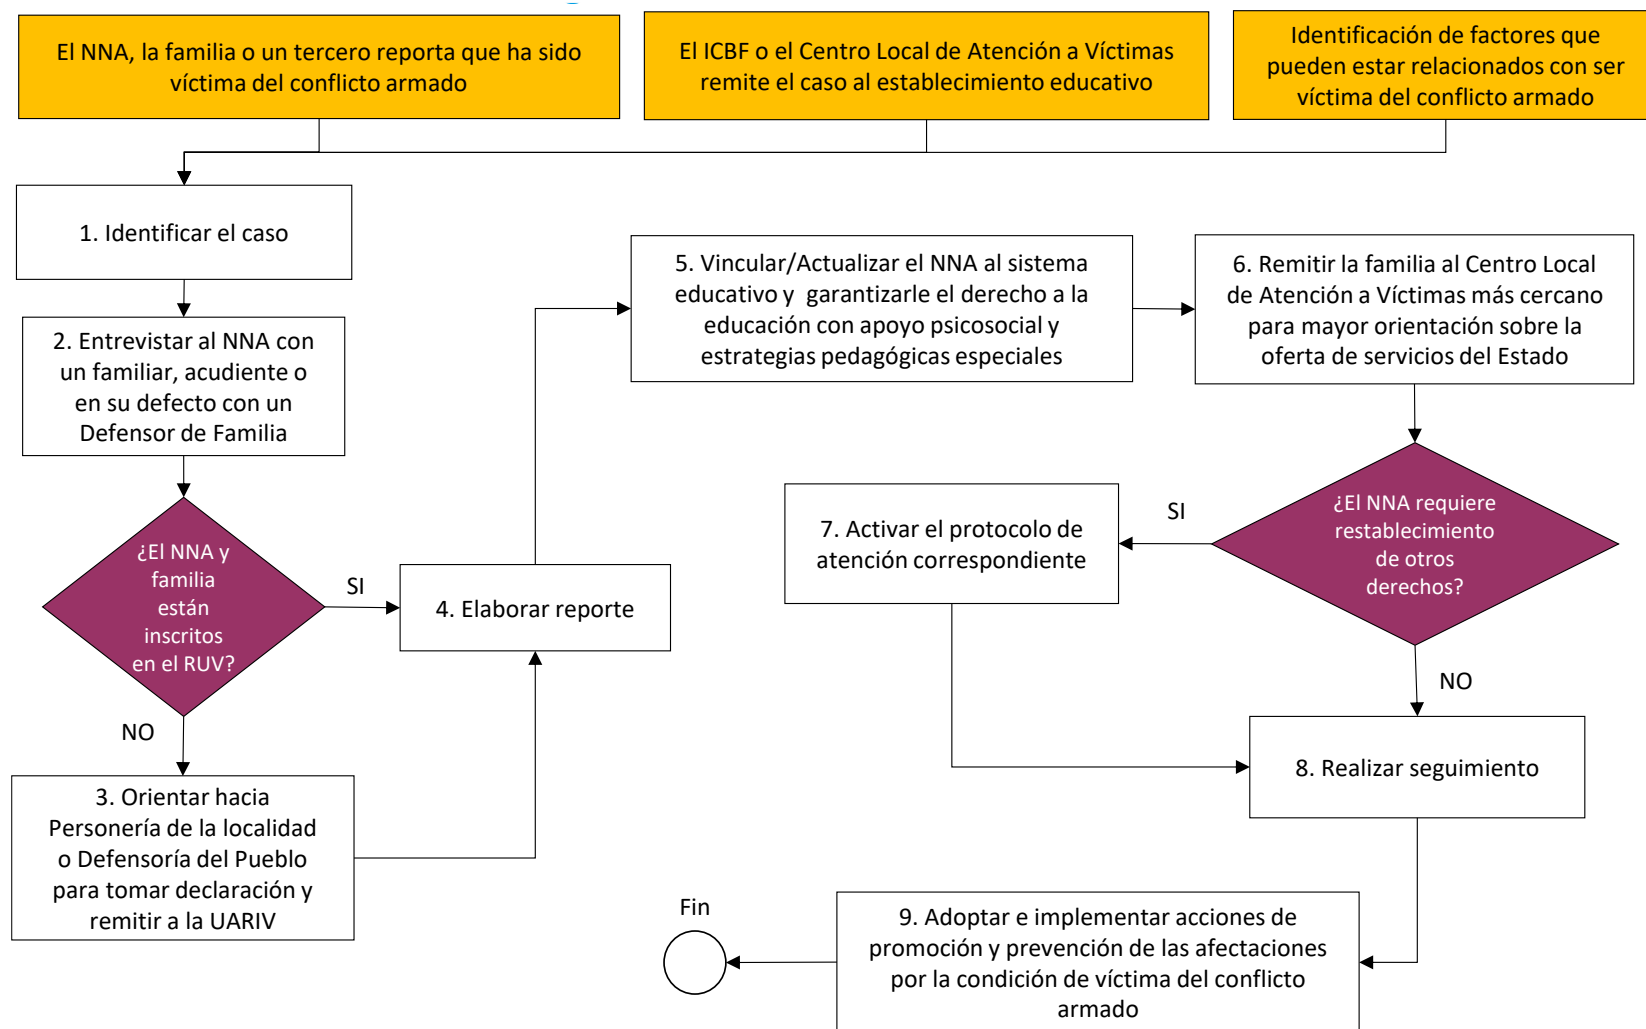 El NNA, la familia o un tercero reporta que ha sido
víctima del conflicto armado
El ICBF o el Centro Local de Atención a Víctimas
remite el caso al establecimiento educativo
Identificación de factores que
pueden estar relacionados con ser
víctima del conflicto armado
1. Identificar el caso
2. Entrevistar al NNA con
un familiar, acudiente o
en su defecto con un
Defensor de Familia
¿El NNA y
familia
están
inscritos
en el RUV?
SI
NO
3. Orientar hacia
Personería de la localidad
o Defensoría del Pueblo
para tomar declaración y
remitir a la UARIV
4. Elaborar reporte
5. Vincular/Actualizar el NNA al sistema
educativo y garantizarle el derecho a la
educación con apoyo psicosocial y
estrategias pedagógicas especiales
6. Remitir la familia al Centro Local
de Atención a Víctimas más cercano
para mayor orientación sobre la
oferta de servicios del Estado
¿El NNA requiere
restablecimiento
de otros
derechos?
SI
NO
7. Activar el protocolo de
atención correspondiente
8. Realizar seguimiento
9. Adoptar e implementar acciones de
promoción y prevención de las afectaciones
por la condición de víctima del conflicto
armado
Fin